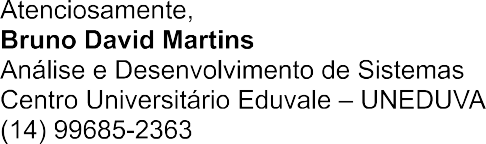 Atenciosamente,
Bruno David Martins
Análise e Desenvolvimento de Sistemas
Centro Universitário Eduvale – UNEDUVA
(14) 99685-2363